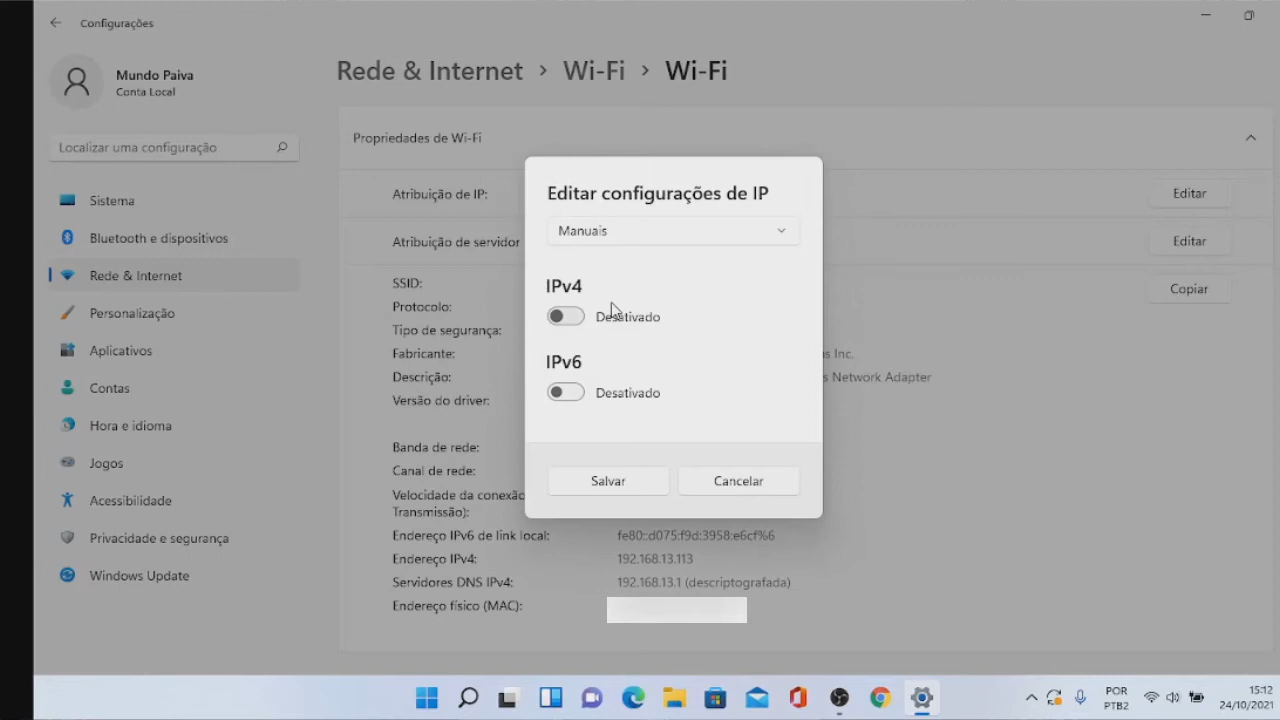 Configurações
Mundo Paiva
Conta Local
Localizar uma configuração
Sistema
Bluetooth e dispositivos
Rede & Internet
Personalização
Aplicativos
Contas
Hora e idioma
Jogos
Acessibilidade
Privacidade e segurança
Windows Update
Rede & Internet > Wi-Fi > Wi-Fi
Propriedades de Wi-Fi
Atribuição de IP:
Editar
Atribuição de servidor
Editar
SSID:
Copiar
Protocolo:
Tipo de segurança:
Fabricante:
s Inc.
Descrição:
s Network Adapter
Versão do driver:
Banda de rede:
Canal de rede:
Velocidade da conexão
Transmissão):
Endereço IPv6 de link local:
fe80::d075:f9d:3958:e6cf%6
Endereço IPv4:
192.168.13.113
Servidores DNS IPv4:
192.168.13.1 (descriptografada)
Endereço físico (MAC):
Editar configurações de IP
Manuais
IPv4
Desativado
IPv6
Desativado
Salvar
Cancelar
POR
PTB2
15:12
24/10/2021